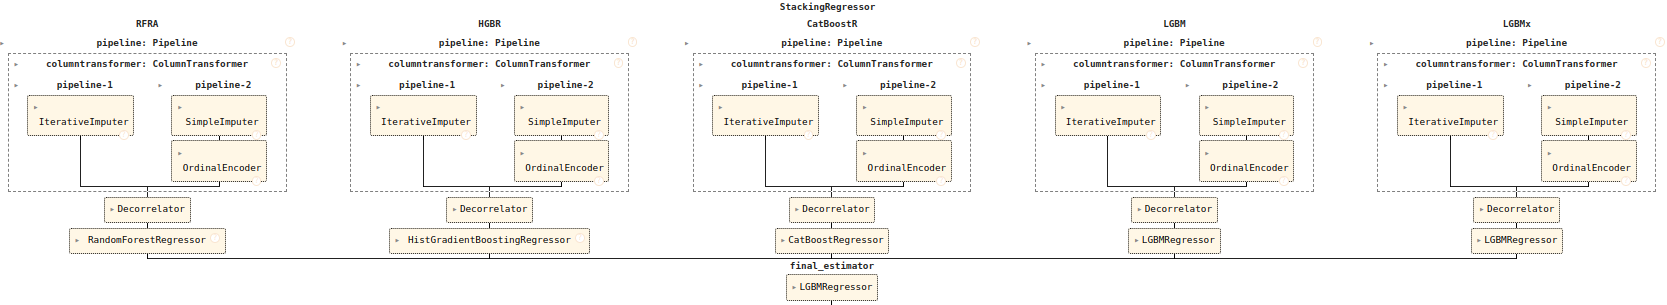 StackingRegressor
RFRA HGBR CatBoostR LGBM LGBMx
pipeline: Pipeline pipeline: Pipeline pipeline: Pipeline pipeline: Pipeline pipeline: Pipeline
columntransformer: ColumnTransformer columntransformer: ColumnTransformer columntransformer: ColumnTransformer columntransformer: ColumnTransformer columntransformer: ColumnTransformer
pipeline-1 pipeline-2 pipeline-1 pipeline-2 pipeline-1 pipeline-2 pipeline-1 pipeline-2 pipeline-1 pipeline-2
IterativeImputer SimpleImputer IterativeImputer SimpleImputer IterativeImputer SimpleImputer IterativeImputer SimpleImputer IterativeImputer SimpleImputer
OrdinalEncoder OrdinalEncoder OrdinalEncoder OrdinalEncoder OrdinalEncoder
Decorrelator Decorrelator Decorrelator Decorrelator Decorrelator
RandomForestRegressor HistGradientBoostingRegressor CatBoostRegressor LGBMRegressor LGBMRegressor
final_estimator
LGBMRegressor